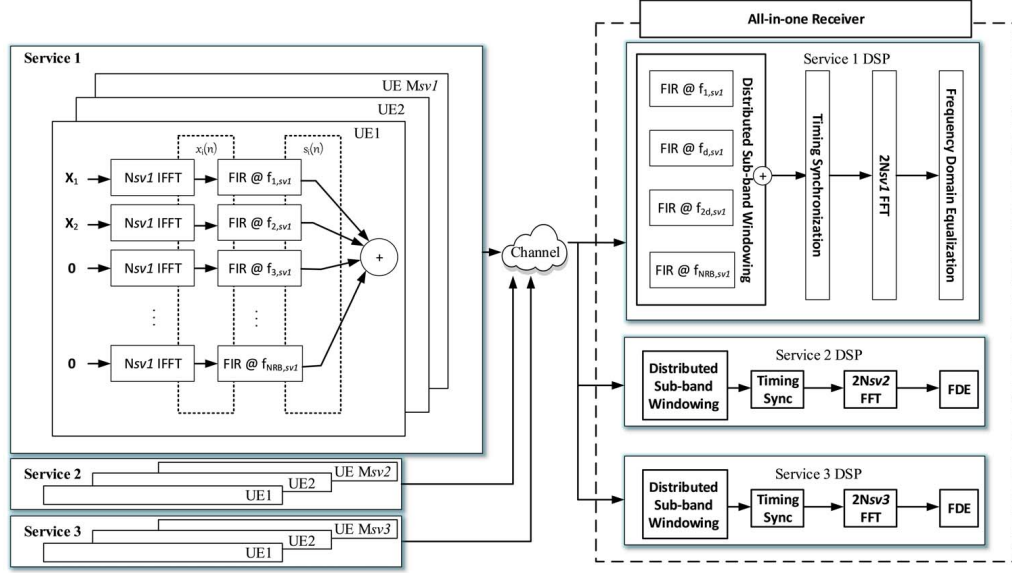 All-in-one Receiver
Service 1
UE Msv1
UE2
UE1
xᵢ(n)
sᵢ(n)
X₁
Nsv1 IFFT
FIR @ f₁,sv1
X₂
Nsv1 IFFT
FIR @ f₂,sv1
0
Nsv1 IFFT
FIR @ f₃,sv1
+
⋮
⋮
0
Nsv1 IFFT
FIR @ f_NRB,sv1
Service 2
UE Msv2
UE2
UE1
Service 3
UE Msv3
UE2
UE1
Channel
Service 1 DSP
FIR @ f₁,sv1
FIR @ f_d,sv1
FIR @ f_2d,sv1
FIR @ f_NRB,sv1
Distributed Sub-band Windowing
+
Timing Synchronization
2Nsv1 FFT
Frequency Domain Equalization
Service 2 DSP
Distributed
Sub-band
Windowing
Timing
Sync
2Nsv2
FFT
FDE
Service 3 DSP
Distributed
Sub-band
Windowing
Timing
Sync
2Nsv3
FFT
FDE